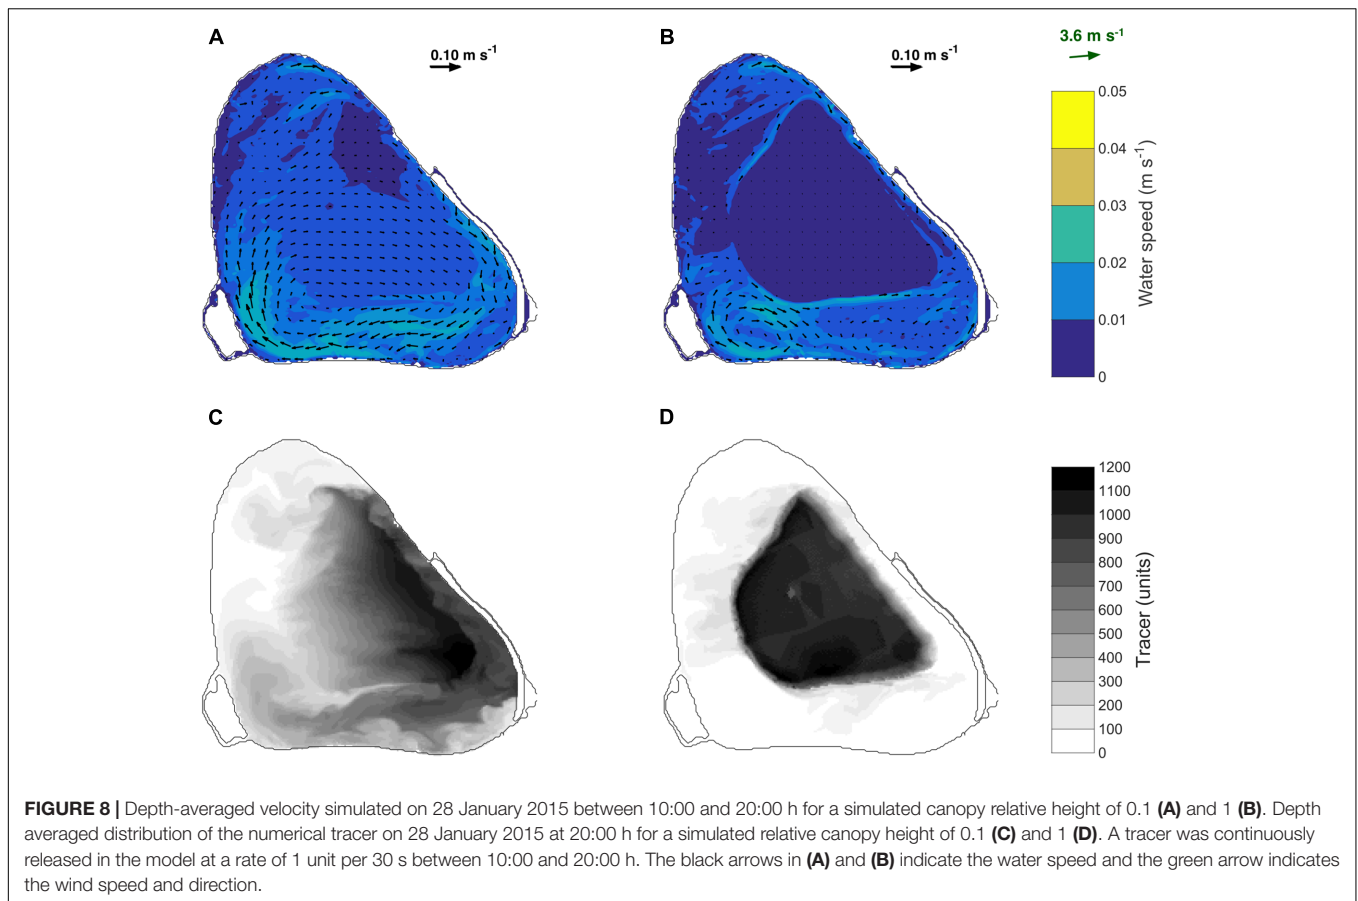 A
B
0.10 m s-1
0.10 m s-1
3.6 m s-1
0.05
0.04
0.03
0.02
0.01
0
Water speed (m s-1)
C
D
1200
1100
1000
900
800
700
600
500
400
300
200
100
0
Tracer (units)
FIGURE 8 | Depth-averaged velocity simulated on 28 January 2015 between 10:00 and 20:00 h for a simulated canopy relative height of 0.1 (A) and 1 (B). Depth
averaged distribution of the numerical tracer on 28 January 2015 at 20:00 h for a simulated relative canopy height of 0.1 (C) and 1 (D). A tracer was continuously
released in the model at a rate of 1 unit per 30 s between 10:00 and 20:00 h. The black arrows in (A) and (B) indicate the water speed and the green arrow indicates
the wind speed and direction.